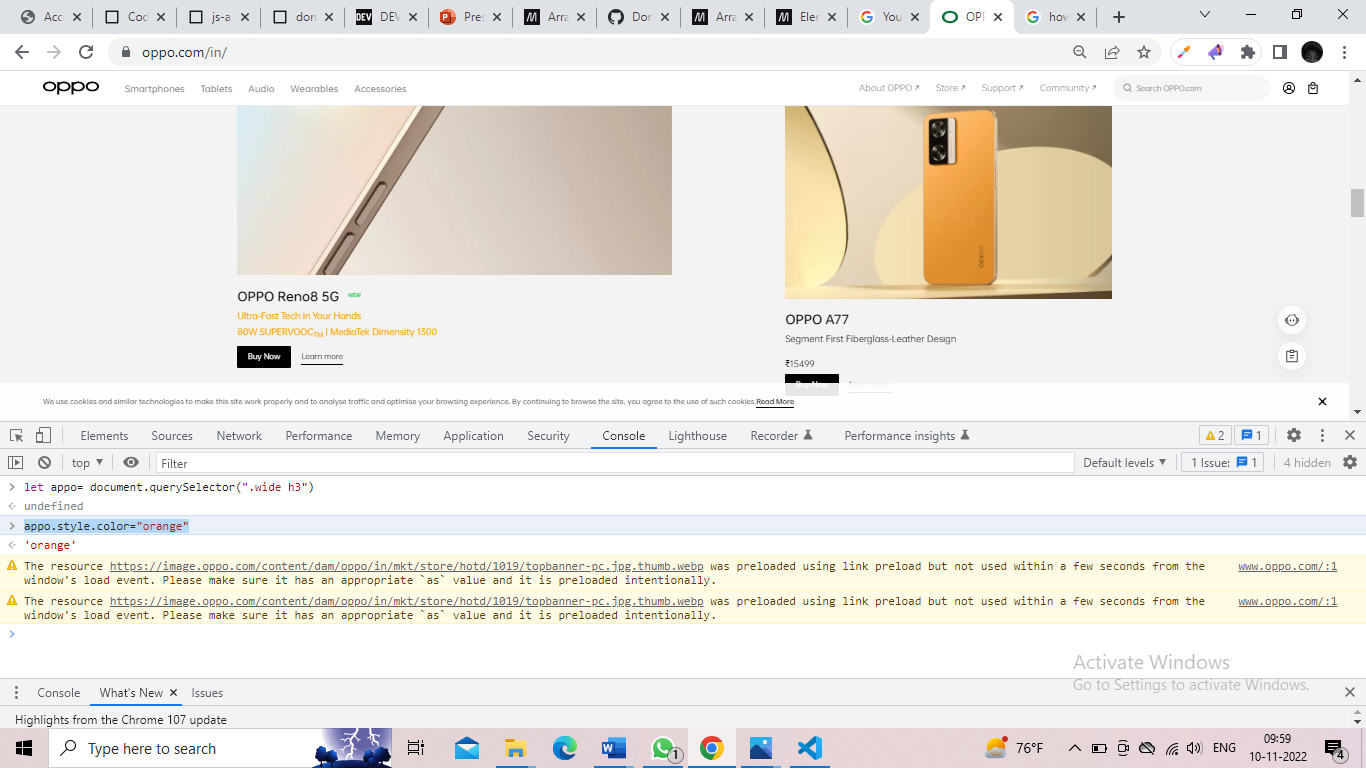 Acc
Cod
js-a
don
DEV DEV
Pres
Arra
Don
Arra
Eler
You
OPP
how
oppo.com/in/
oppo Smartphones Tablets Audio Wearables Accessories About OPPO Store Support Community Search OPPO.com
oppo
OPPO Reno8 5G NEW
Ultra-Fast Tech in Your Hands
80W SUPERVOOCTM | MediaTek Dimensity 1300
Buy Now Learn more
OPPO A77
Segment First Fiberglass-Leather Design
₹15499
Buy Now Learn more
We use cookies and similar technologies to make this site work properly and to analyse traffic and optimise your browsing experience. By continuing to browse the site, you agree to the use of such cookies.Read More.
Elements Sources Network Performance Memory Application Security Console Lighthouse Recorder Performance insights 2 1
top Filter Default levels 1 Issue: 1 4 hidden
let appo= document.querySelector(".wide h3")
undefined
appo.style.color="orange"
'orange'
The resource https://image.oppo.com/content/dam/oppo/in/mkt/store/hotd/1019/topbanner-pc.jpg.thumb.webp was preloaded using link preload but not used within a few seconds from the www.oppo.com/:1
window's load event. Please make sure it has an appropriate `as` value and it is preloaded intentionally.
The resource https://image.oppo.com/content/dam/oppo/in/mkt/store/hotd/1019/topbanner-pc.jpg.thumb.webp was preloaded using link preload but not used within a few seconds from the www.oppo.com/:1
window's load event. Please make sure it has an appropriate `as` value and it is preloaded intentionally.
Activate Windows
Go to Settings to activate Windows.
Console What's New Issues
Highlights from the Chrome 107 update
Type here to search 1 76°F ENG 09:59
10-11-2022 4